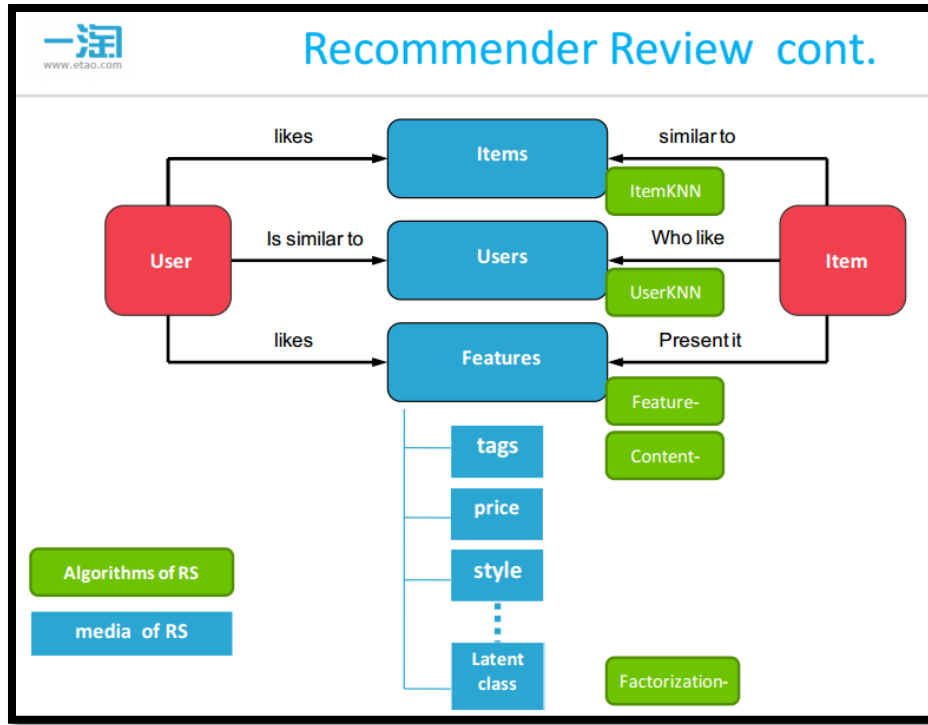 一淘
www.etao.com
Recommender Review cont.
likes
Items
similar to
ItemKNN
User
Is similar to
Users
Who like
Item
UserKNN
likes
Features
Present it
Feature-
Content-
tags
price
style
Latent
class
Factorization-
Algorithms of RS
media of RS